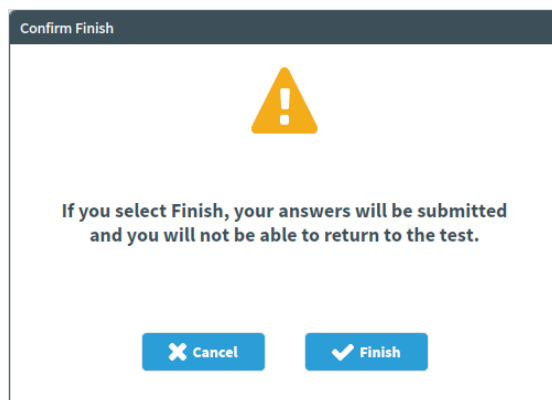 Confirm Finish
If you select Finish, your answers will be submitted
and you will not be able to return to the test.
Cancel
Finish